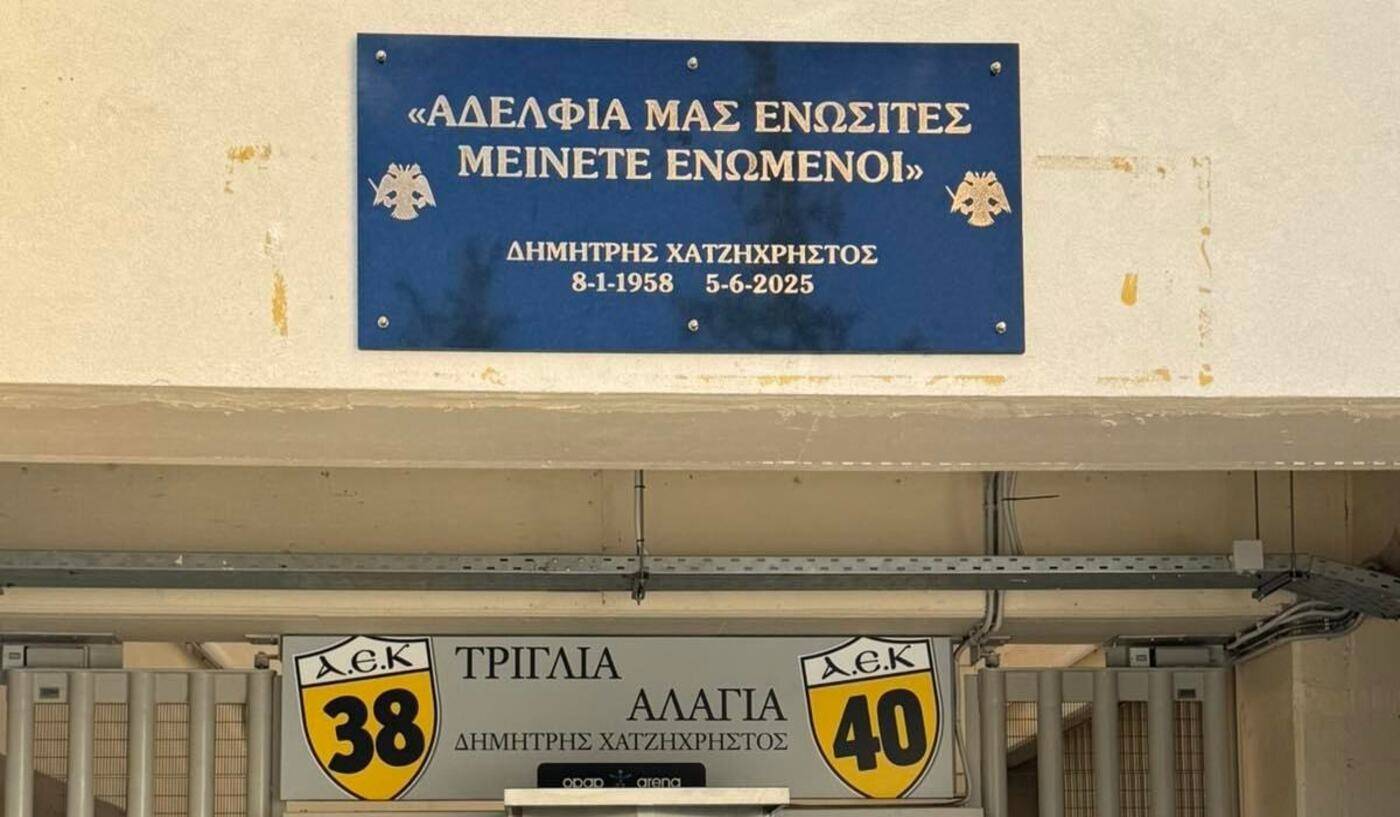 «ΑΔΕΛΦΙΑ ΜΑΣ ΕΝΩΣΙΤΕΣ
ΜΕΙΝΕΤΕ ΕΝΩΜΕΝΟΙ»
ΔΗΜΗΤΡΗΣ ΧΑΤΖΗΧΡΗΣΤΟΣ
8-1-1958 5-6-2025
Α.Ε.Κ
38
ΤΡΙΓΛΙΑ
ΑΛΑΓΙΑ
ΔΗΜΗΤΡΗΣ ΧΑΤΖΗΧΡΗΣΤΟΣ
Α.Ε.Κ
40
opap arena